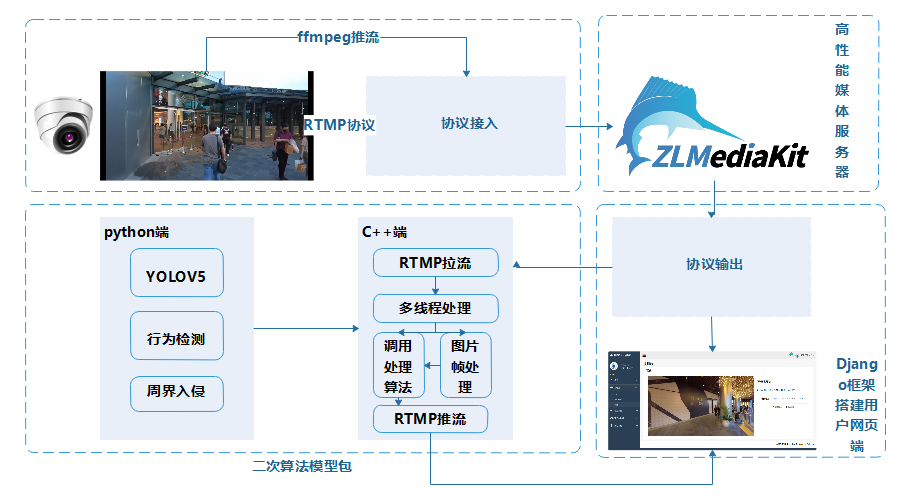 ffmpeg推流
RTMP协议
协议接入
高
性
能
媒
体
服
务
器
ZLMediaKit
python端
YOLOV5
行为检测
周界入侵
C++端
RTMP拉流
多线程处理
调用
处理
算法
图片
帧处
理
RTMP推流
二次算法模型包
协议输出
Djang
o框架
搭建用
户网页
端